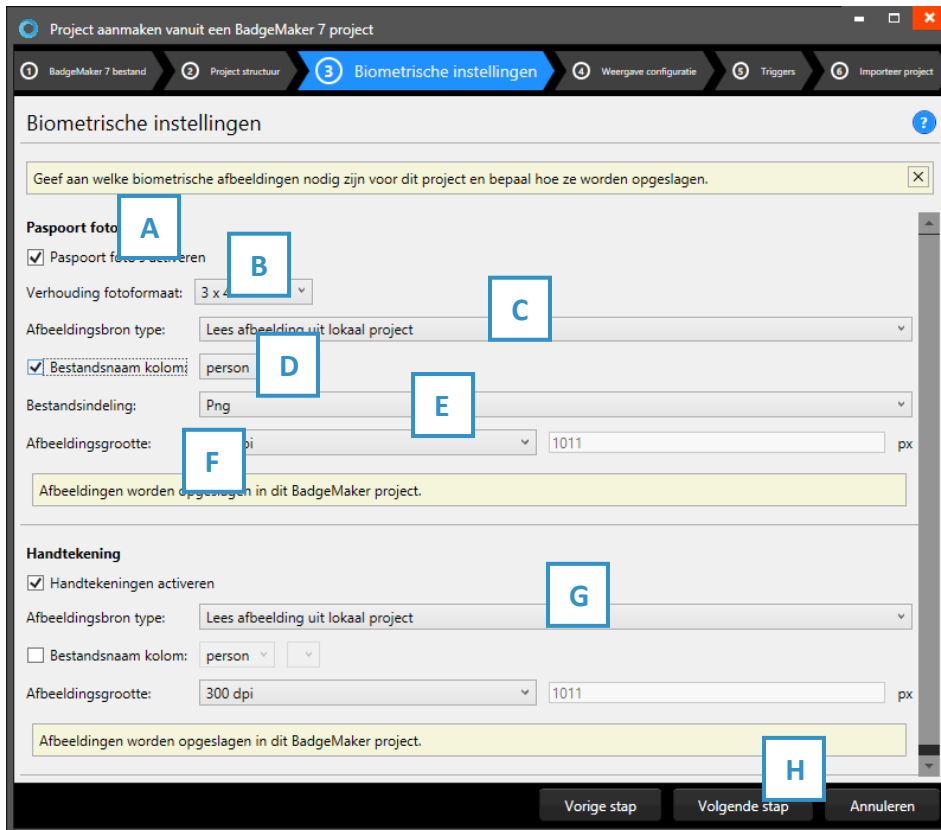 Project aanmaken vanuit een BadgeMaker 7 project
1 BadgeMaker 7 bestand 2 Project structuur 3 Biometrische instellingen 4 Weergave configuratie 5 Triggers 6 Importeer project
Biometrische instellingen
?
Geef aan welke biometrische afbeeldingen nodig zijn voor dit project en bepaal hoe ze worden opgeslagen.
Paspoort foto
A
Paspoort foto's activeren
B
Verhouding fotoformaat: 3 x 4
C
Afbeeldingsbron type: Lees afbeelding uit lokaal project
Bestandsnaam kolom: person
D
Bestandsindeling: Png
E
Afbeeldingsgrootte: 1011 px
F
Afbeeldingen worden opgeslagen in dit BadgeMaker project.
Handtekening
Handtekeningen activeren
G
Afbeeldingsbron type: Lees afbeelding uit lokaal project
Bestandsnaam kolom: person
Afbeeldingsgrootte: 300 dpi 1011 px
Afbeeldingen worden opgeslagen in dit BadgeMaker project.
H
Vorige stap Volgende stap Annuleren